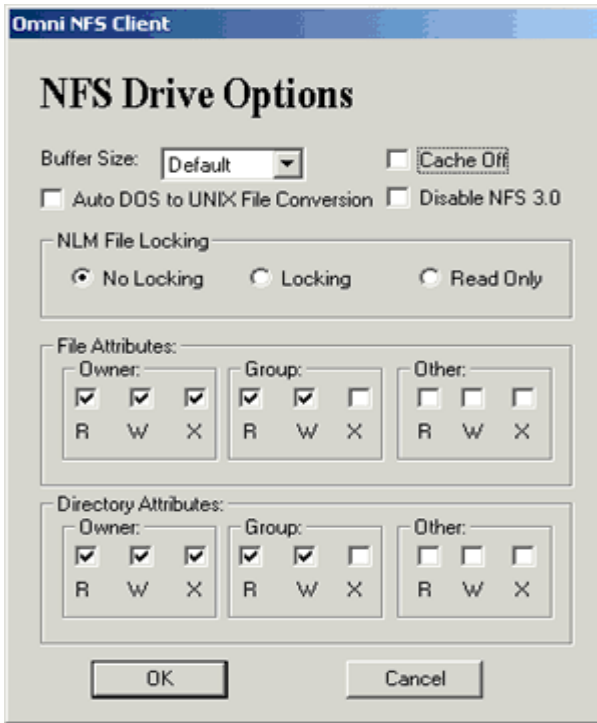 Omni NFS Client
NFS Drive Options
Buffer Size: Default Cache Off
Auto DOS to UNIX File Conversion Disable NFS 3.0
NLM File Locking
No Locking Locking Read Only
File Attributes:
Owner: Group: Other:
R W X R W X R W X
Directory Attributes:
Owner: Group: Other:
R W X R W X R W X
OK Cancel